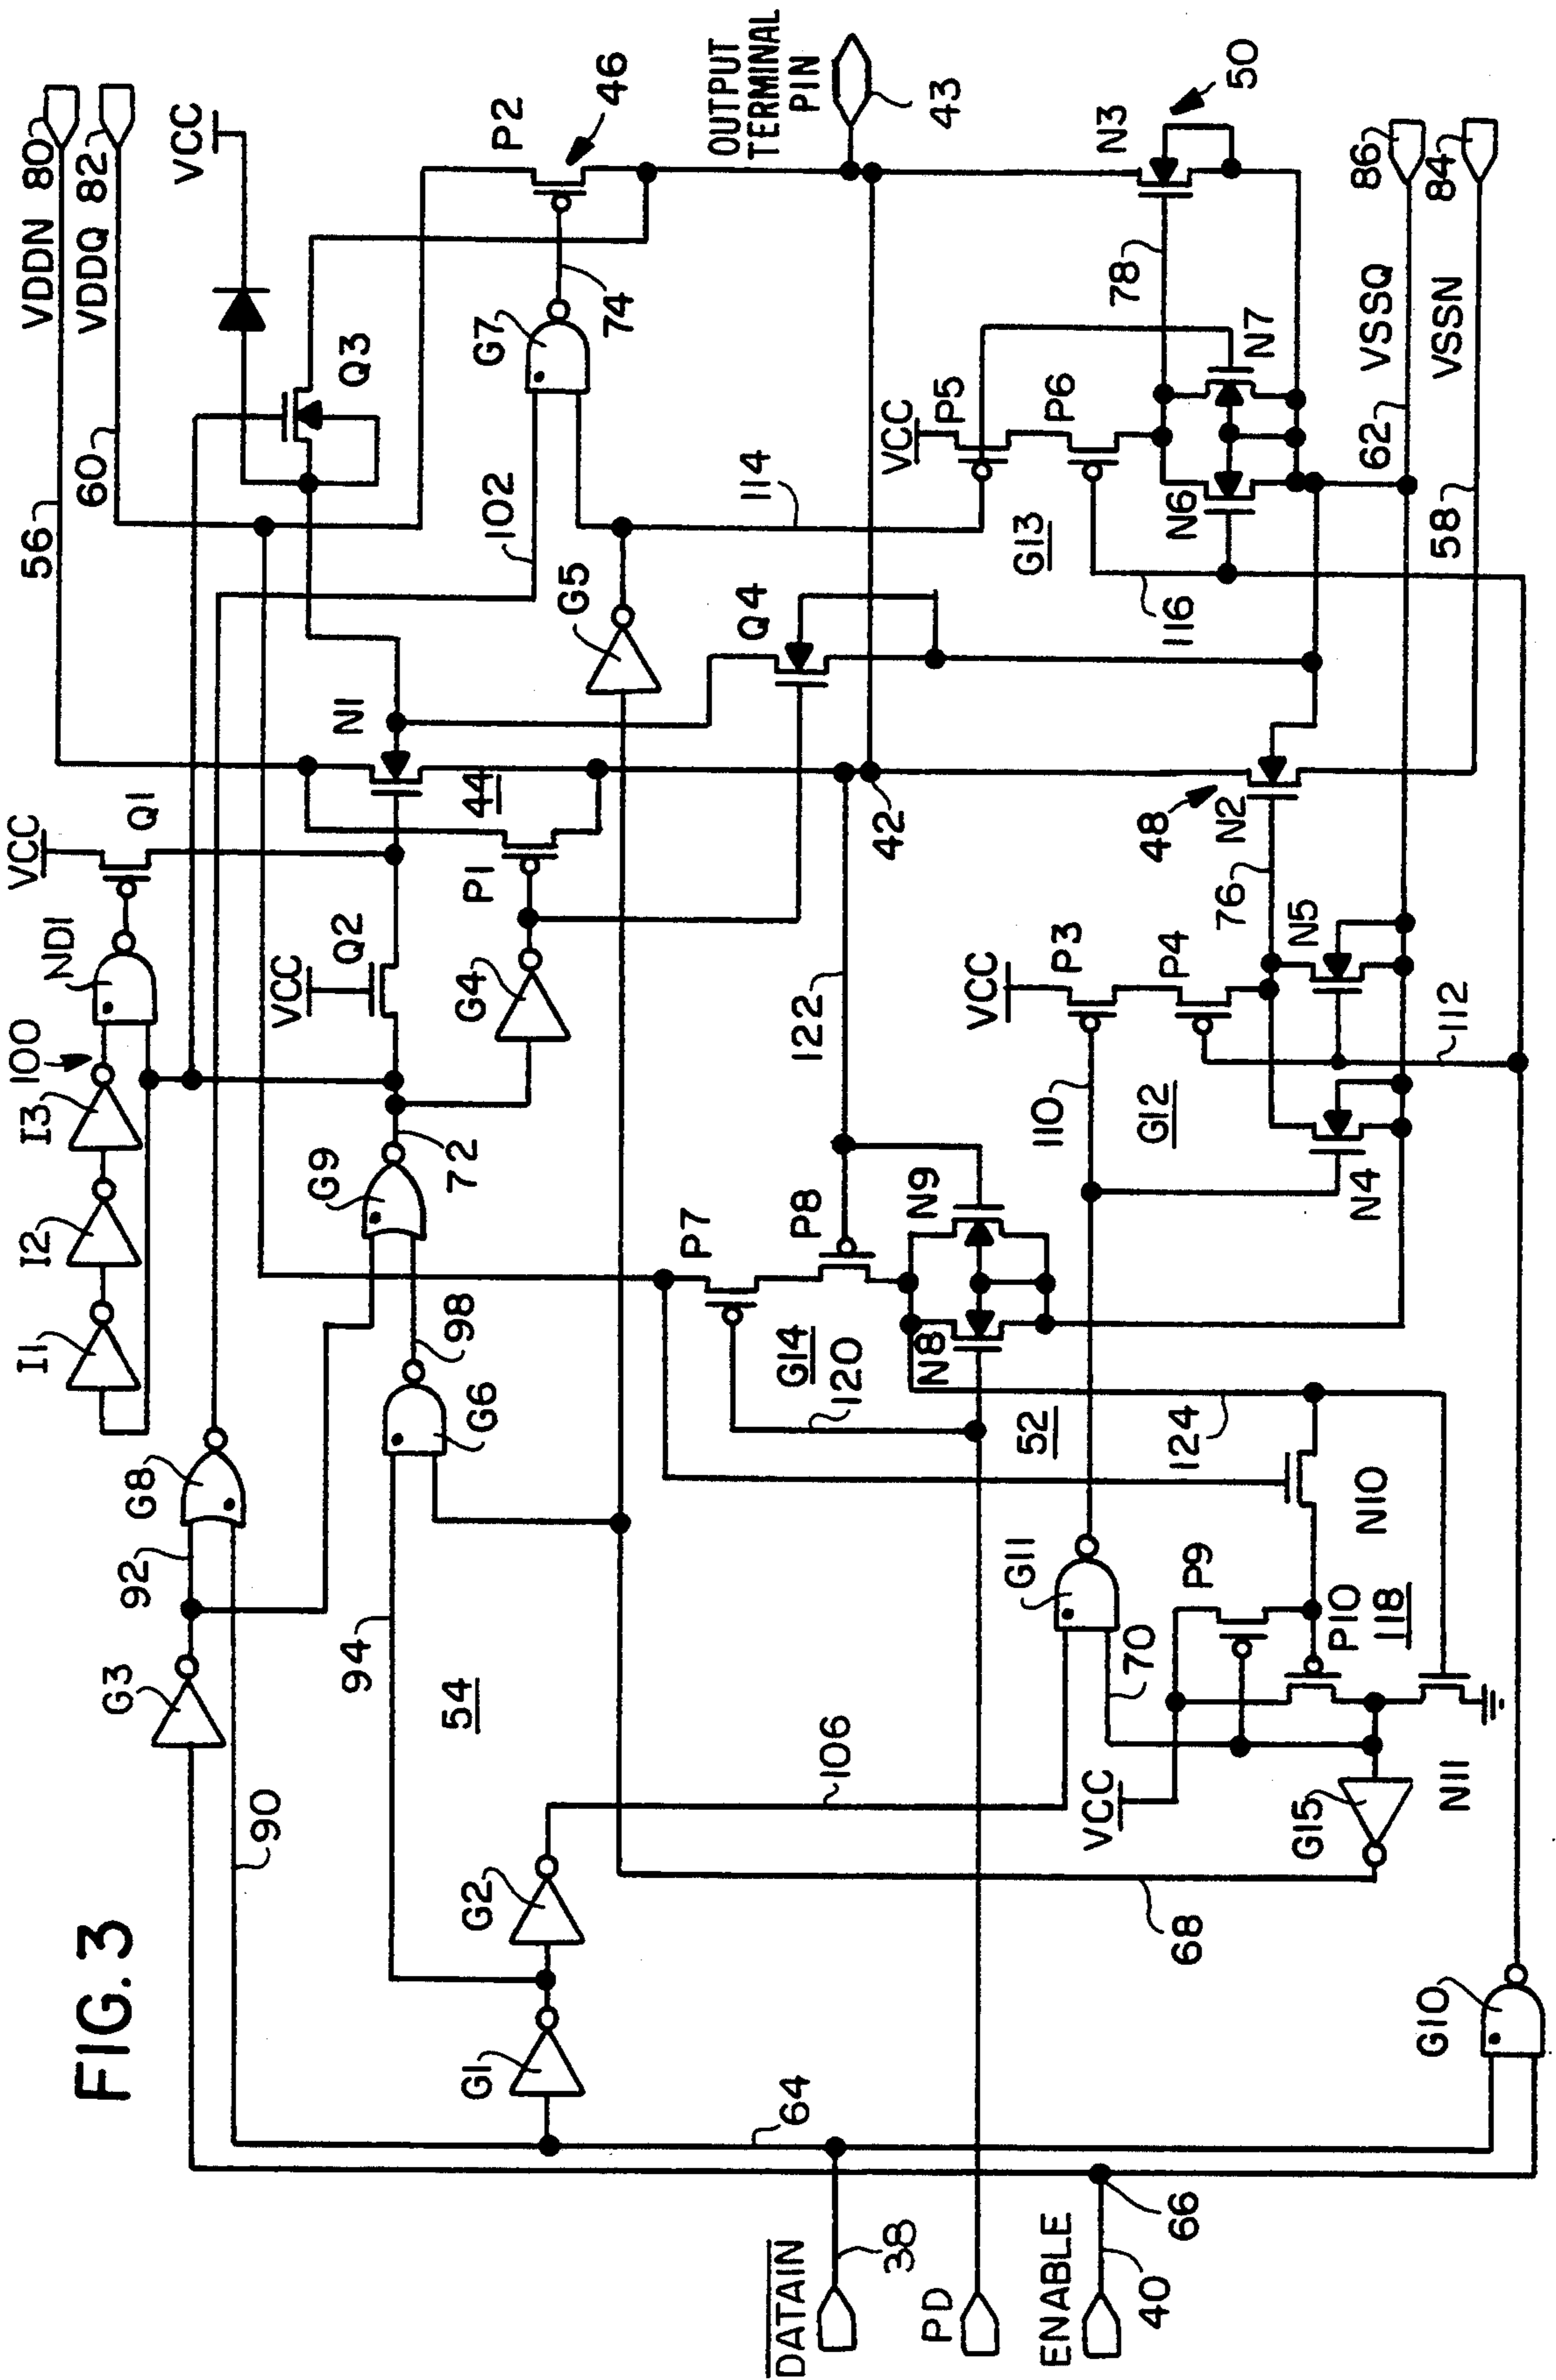 FIG. 3
VDDN 80
VDDQ 82
56
60
VCC
P2
46
OUTPUT
TERMINAL
PIN
43
Q3
G7
74
102
VCC
Q1
ND1
100
I3
I2
I1
Q2
VCC
N1
44
P1
G4
G5
114
Q4
42
G9
72
G8
92
G3
90
98
G6
94
54
G2
G1
106
64
68
DATAIN
38
PD
ENABLE
40
66
G10
P7
P8
N9
G14
120
N8
52
124
N10
122
110
G11
70
P9
P10
118
VCC
G15
N11
VCC
P3
P4
G12
N4
N5
112
76
N2
48
VCC
P5
P6
G13
116
N6
N7
78
N3
50
VSSQ
86
62
VSSN
84
58